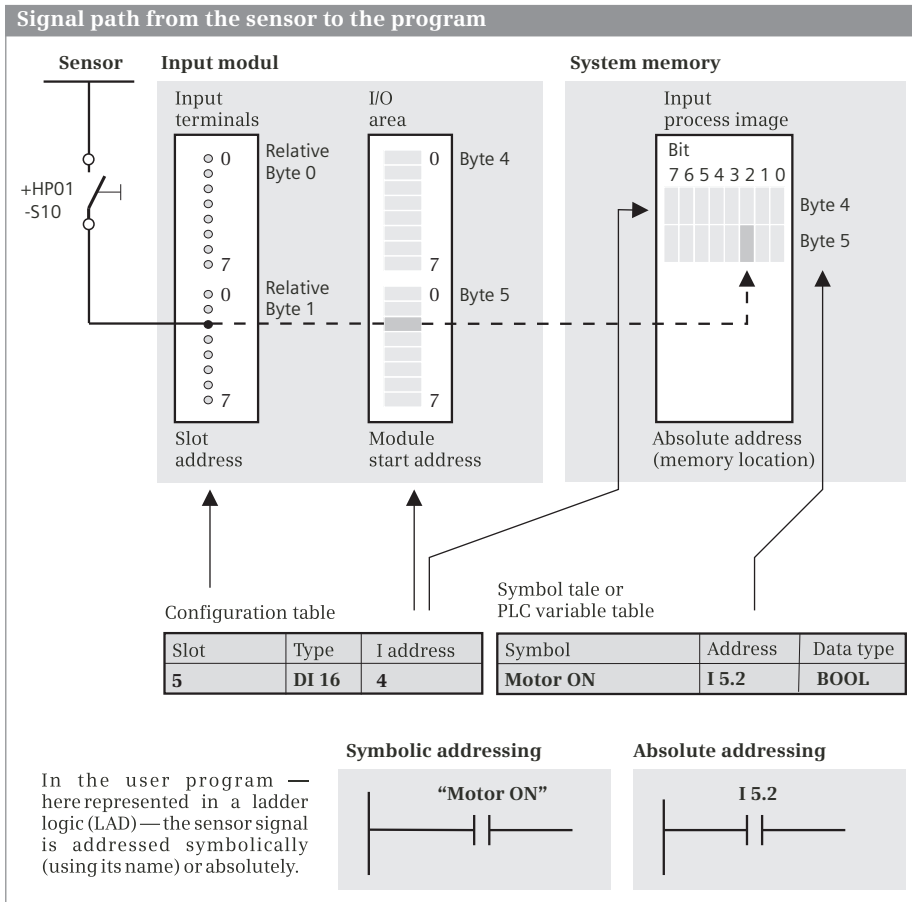 Signal path from the sensor to the program
Sensor
Input modul
System memory
+HP01
-S10
Input
terminals
0
7
0
7
Relative
Byte 0
Relative
Byte 1
Slot
address
I/O
area
0
7
0
7
Byte 4
Byte 5
Module
start address
Input
process image
Bit
7 6 5 4 3 2 1 0
Byte 4
Byte 5
Absolute address
(memory location)
Configuration table
Slot Type I address
5 DI 16 4
Symbol tale or
PLC variable table
Symbol Address Data type
Motor ON I 5.2 BOOL
In the user program —
here represented in a ladder
logic (LAD) — the sensor signal
is addressed symbolically
(using its name) or absolutely.
Symbolic addressing
“Motor ON”
Absolute addressing
I 5.2